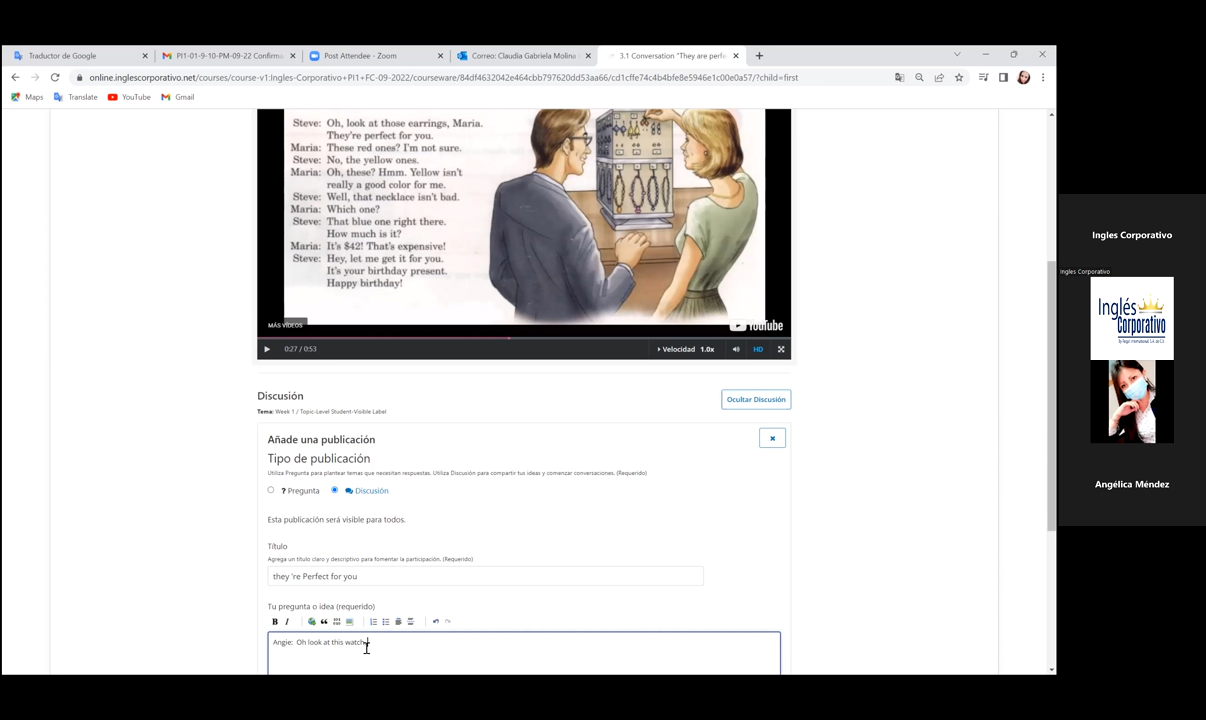 Traductor de Google
PI1-01-9-10-PM-09-22 Confirm
Post Attendee - Zoom
Correo: Claudia Gabriela Molina
3.1 Conversation "They are perfe
online.inglescorporativo.net/courses/course-v1:Ingles-Corporativo+PI1+FC-09-2022/courseware/84df4632042e464cbb797620dd53aa66/cd1cffe74c4b4bfe8e5946e1c00e0a57/?child=first
Maps
Translate
YouTube
Gmail
Steve: Oh, look at those earrings, Maria.
They're perfect for you.
Maria: These red ones? I'm not sure.
Steve: No, the yellow ones.
Maria: Oh, these? Hmm. Yellow isn't
really a good color for me.
Steve: Well, that necklace isn't bad.
Maria: Which one?
Steve: That blue one right there.
How much is it?
Maria: It's $42! That's expensive!
Steve: Hey, let me get it for you.
It's your birthday present.
Happy birthday!
MÁS VÍDEOS
YouTube
0:27 / 0:53
Velocidad 1.0x
HD
Discusión
Ocultar Discusión
Tema: Week 1 / Topic-Level Student-Visible Label
Añade una publicación
Tipo de publicación
Utiliza Pregunta para plantear temas que necesitan respuestas. Utiliza Discusión para compartir tus ideas y comenzar conversaciones. (Requerido)
? Pregunta
Discusión
Esta publicación será visible para todos.
Título
Agrega un título claro y descriptivo para fomentar la participación. (Requerido)
they 're Perfect for you
Tu pregunta o idea (requerido)
B I
Angie: Oh look at this watch
Ingles Corporativo
Ingles Corporativo
Inglés
Corporativo
Angélica Méndez